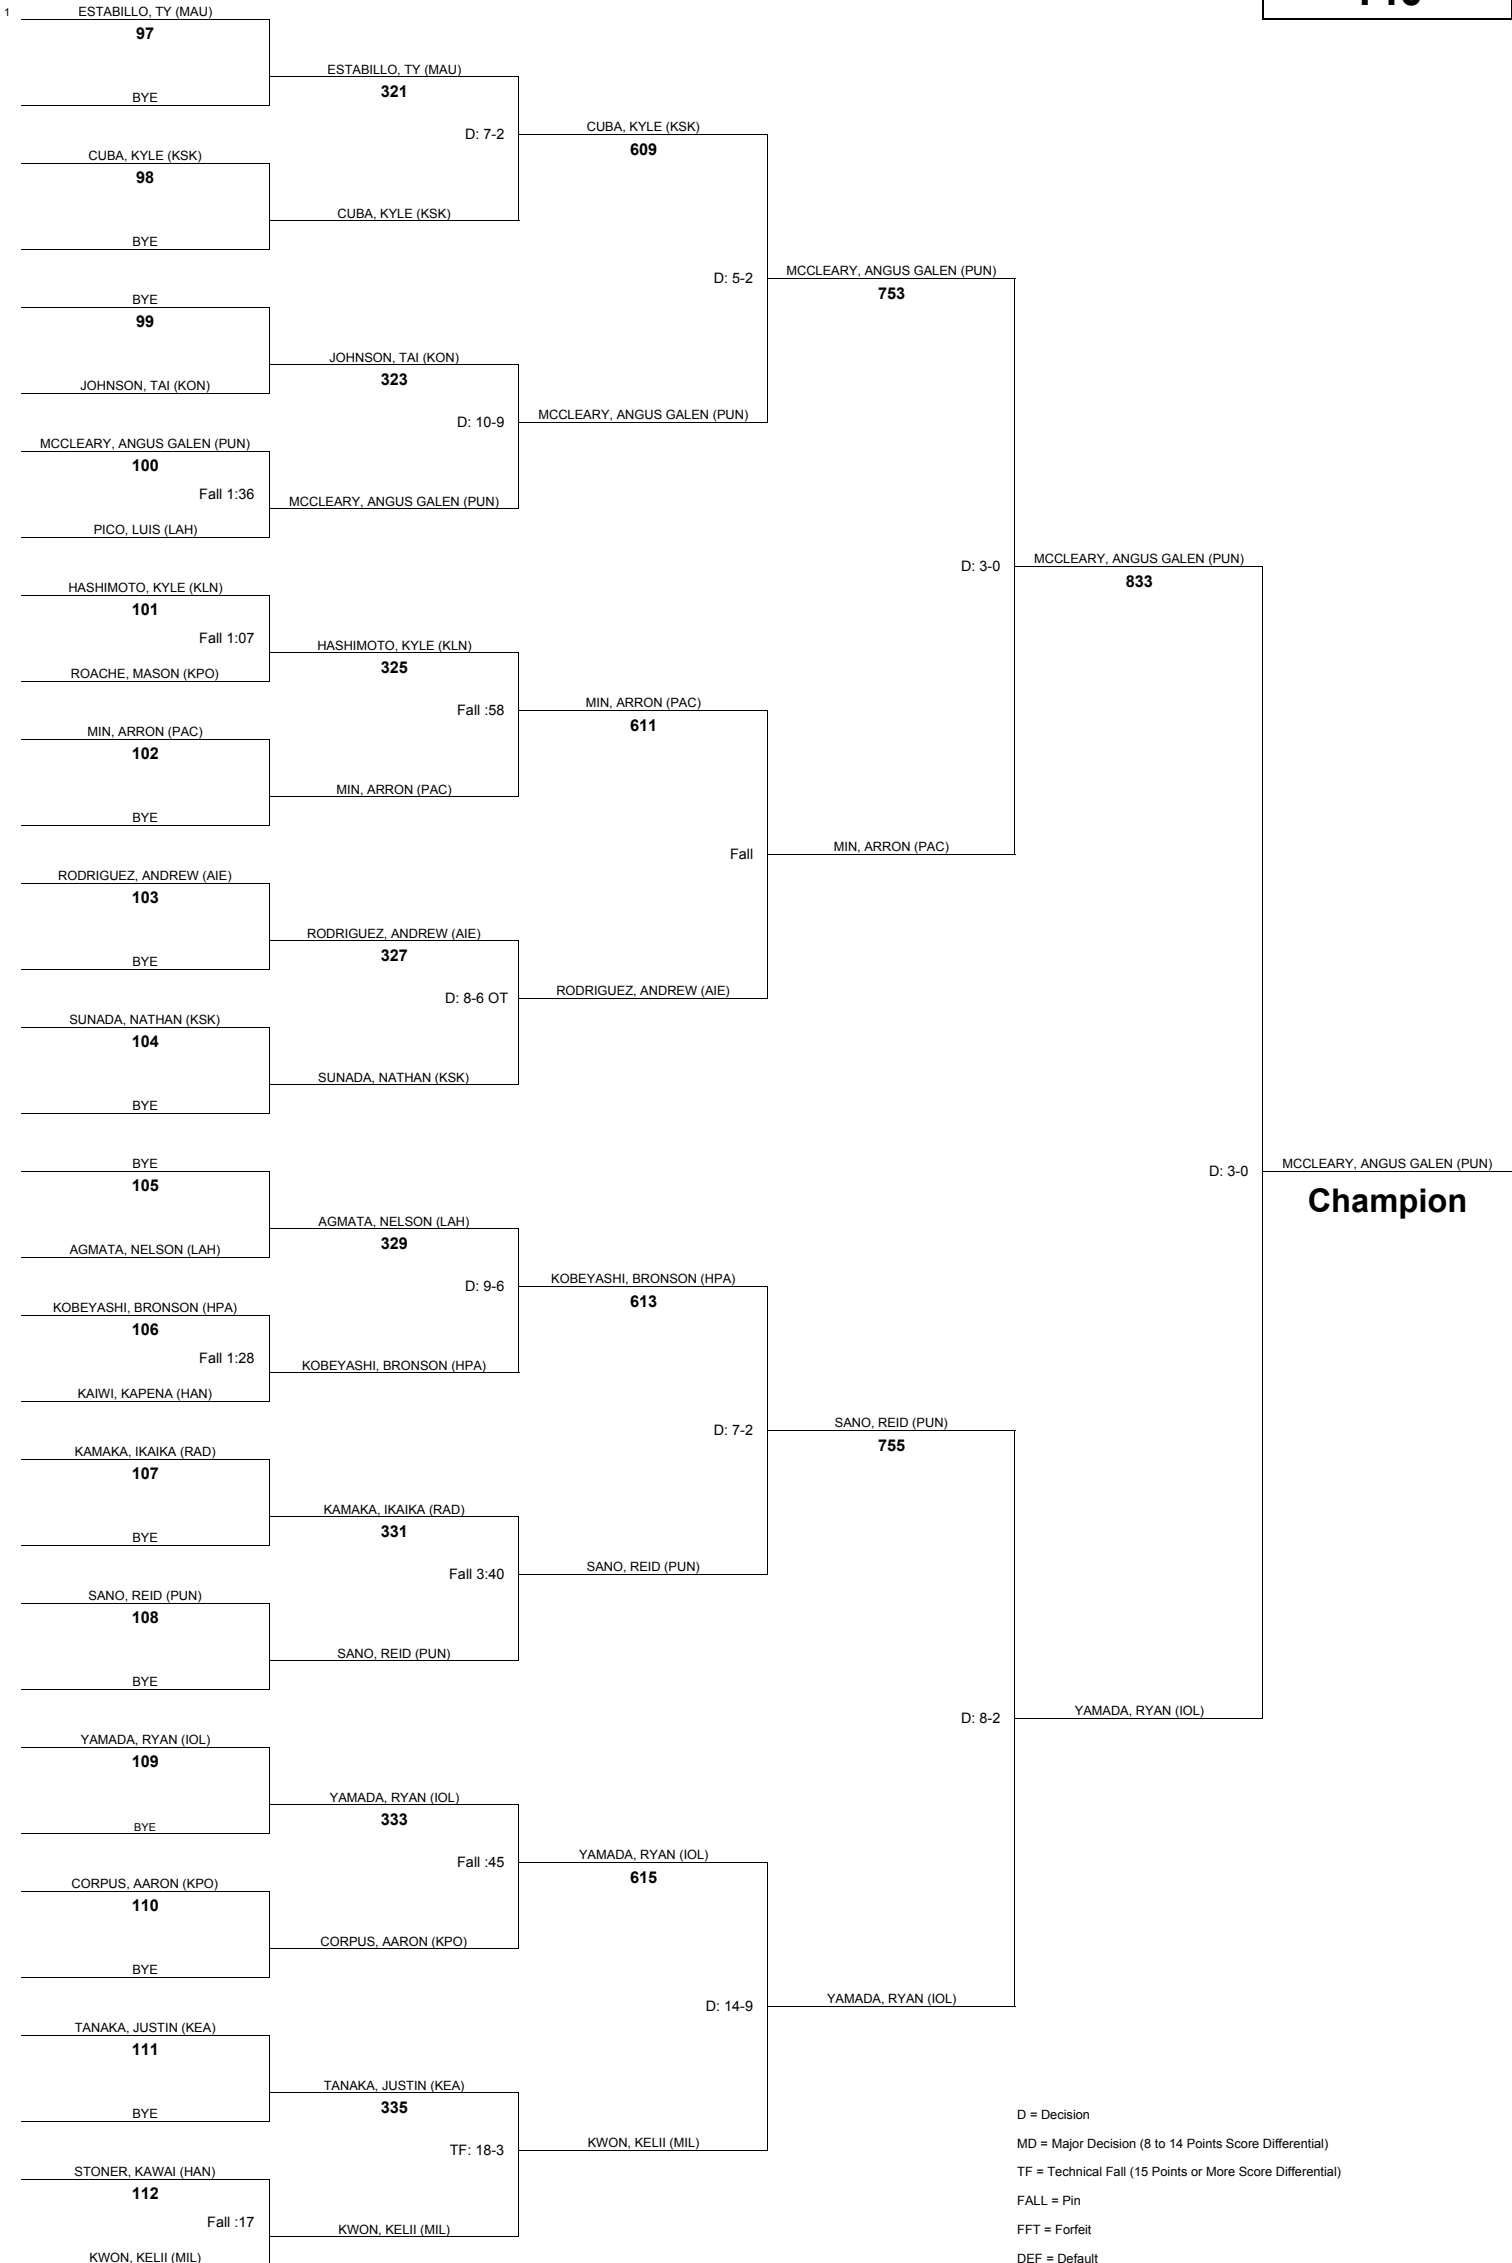 1
ESTABILLO, TY (MAU)
97
BYE
CUBA, KYLE (KSK)
98
BYE
BYE
99
JOHNSON, TAI (KON)
MCCLEARY, ANGUS GALEN (PUN)
100
Fall 1:36
PICO, LUIS (LAH)
HASHIMOTO, KYLE (KLN)
101
Fall 1:07
ROACHE, MASON (KPO)
MIN, ARRON (PAC)
102
BYE
RODRIGUEZ, ANDREW (AIE)
103
BYE
SUNADA, NATHAN (KSK)
104
BYE
BYE
105
AGMATA, NELSON (LAH)
KOBEYASHI, BRONSON (HPA)
106
Fall 1:28
KAIWI, KAPENA (HAN)
KAMAKA, IKAIKA (RAD)
107
BYE
SANO, REID (PUN)
108
BYE
YAMADA, RYAN (IOL)
109
BYE
CORPUS, AARON (KPO)
110
BYE
TANAKA, JUSTIN (KEA)
111
BYE
STONER, KAWAI (HAN)
112
Fall :17
KWON, KELII (MIL)
ESTABILLO, TY (MAU)
321
D: 7-2
CUBA, KYLE (KSK)
JOHNSON, TAI (KON)
323
D: 10-9
MCCLEARY, ANGUS GALEN (PUN)
HASHIMOTO, KYLE (KLN)
325
Fall :58
MIN, ARRON (PAC)
RODRIGUEZ, ANDREW (AIE)
327
D: 8-6 OT
SUNADA, NATHAN (KSK)
AGMATA, NELSON (LAH)
329
D: 9-6
KOBEYASHI, BRONSON (HPA)
KAMAKA, IKAIKA (RAD)
331
Fall 3:40
SANO, REID (PUN)
YAMADA, RYAN (IOL)
333
Fall :45
CORPUS, AARON (KPO)
TANAKA, JUSTIN (KEA)
335
TF: 18-3
KWON, KELII (MIL)
CUBA, KYLE (KSK)
609
D: 5-2
MCCLEARY, ANGUS GALEN (PUN)
MIN, ARRON (PAC)
611
Fall
RODRIGUEZ, ANDREW (AIE)
KOBEYASHI, BRONSON (HPA)
613
D: 7-2
SANO, REID (PUN)
YAMADA, RYAN (IOL)
615
D: 14-9
KWON, KELII (MIL)
MCCLEARY, ANGUS GALEN (PUN)
753
D: 3-0
MIN, ARRON (PAC)
SANO, REID (PUN)
755
D: 8-2
YAMADA, RYAN (IOL)
MCCLEARY, ANGUS GALEN (PUN)
833
D: 3-0
YAMADA, RYAN (IOL)
MCCLEARY, ANGUS GALEN (PUN)
Champion
D = Decision
MD = Major Decision (8 to 14 Points Score Differential)
TF = Technical Fall (15 Points or More Score Differential)
FALL = Pin
FFT = Forfeit
DEF = Default